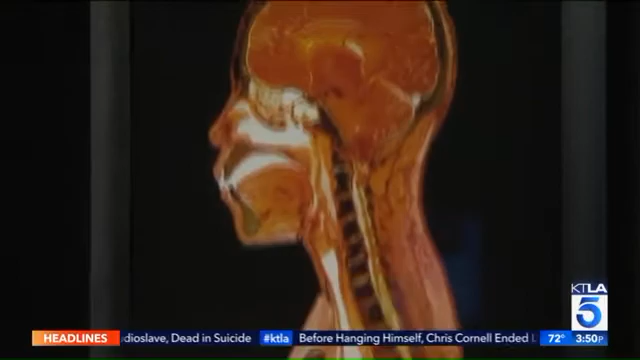 KTLA
5
HEADLINES dioslave, Dead in Suicide #ktla Before Hanging Himself, Chris Cornell Ended 72° 3:50P